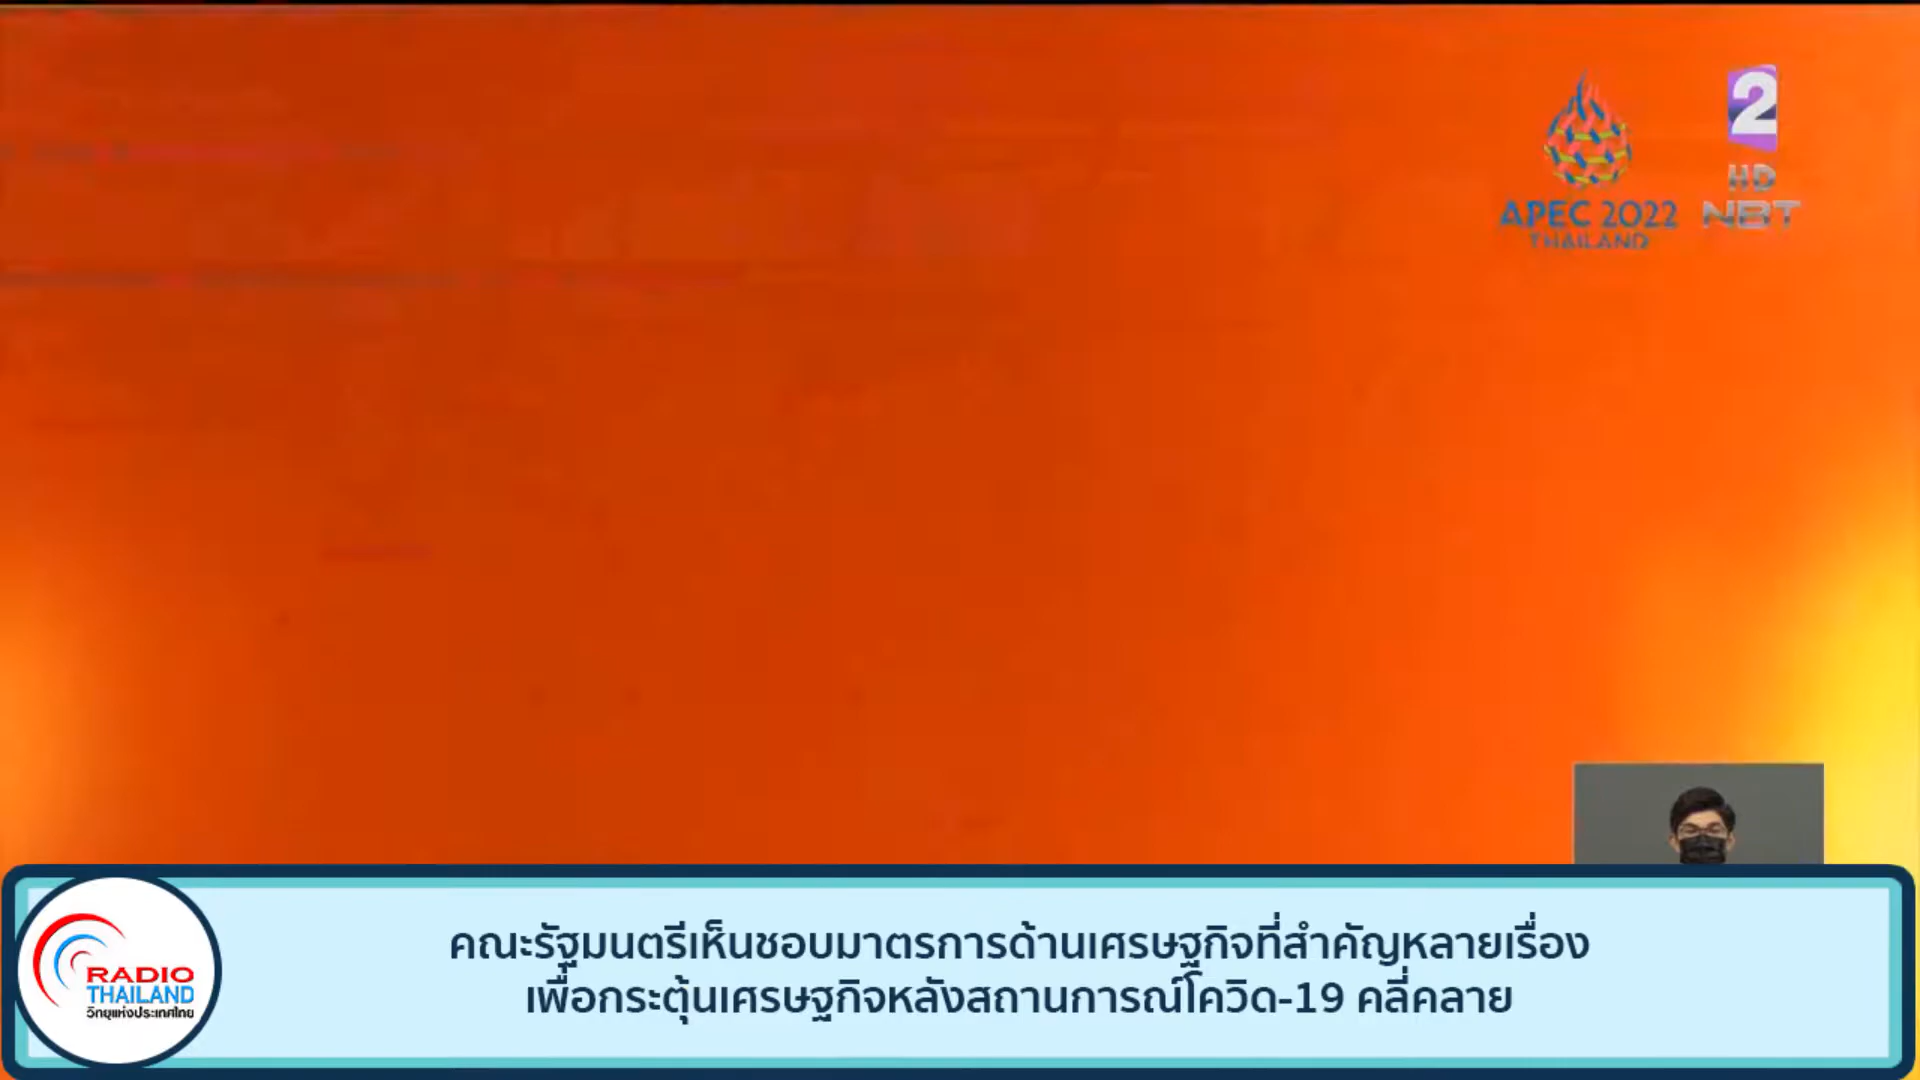 2
HD
APEC 2022 NBT
THAILAND
คณะรัฐมนตรีเห็นชอบมาตรการด้านเศรษฐกิจที่สำคัญหลายเรื่อง
เพื่อกระตุ้นเศรษฐกิจหลังสถานการณ์โควิด-19 คลี่คลาย
RADIO
THAILAND
วิทยุแห่งประเทศไทย